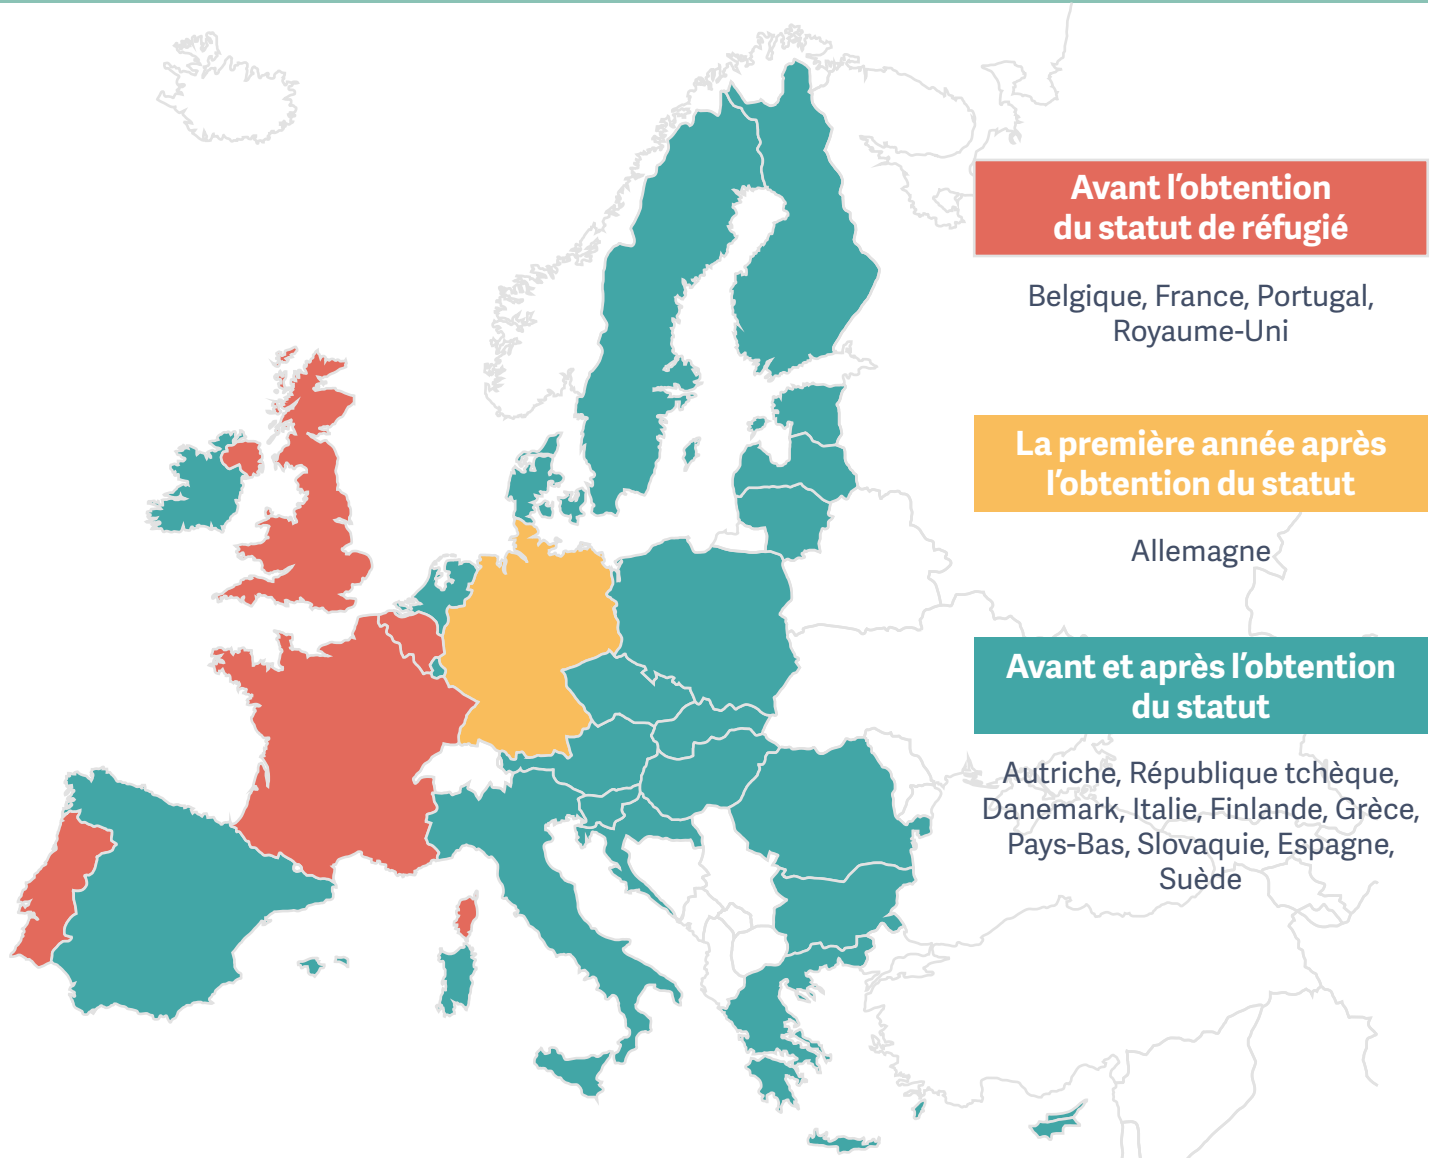 Avant l’obtention
du statut de réfugié
Belgique, France, Portugal,
Royaume-Uni
La première année après
l’obtention du statut
Allemagne
Avant et après l’obtention
du statut
Autriche, République tchèque,
Danemark, Italie, Finlande, Grèce,
Pays-Bas, Slovaquie, Espagne,
Suède